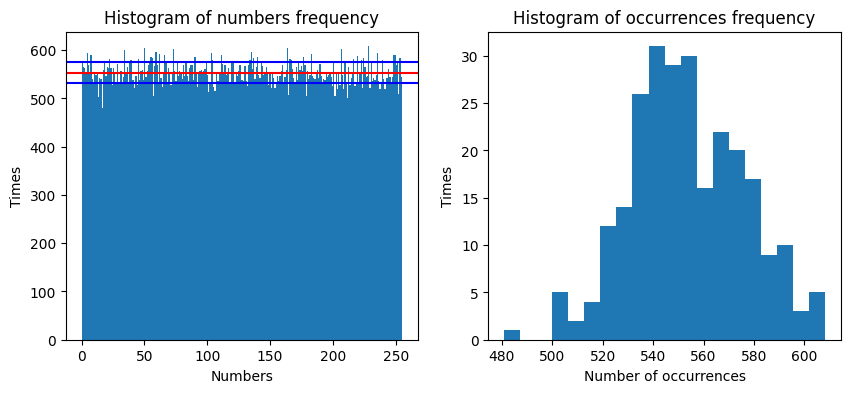 Histogram of numbers frequency
Times
600
500
400
300
200
100
0
0 50 100 150 200 250
Numbers
Histogram of occurrences frequency
Times
30
25
20
15
10
5
0
480 500 520 540 560 580 600
Number of occurrences